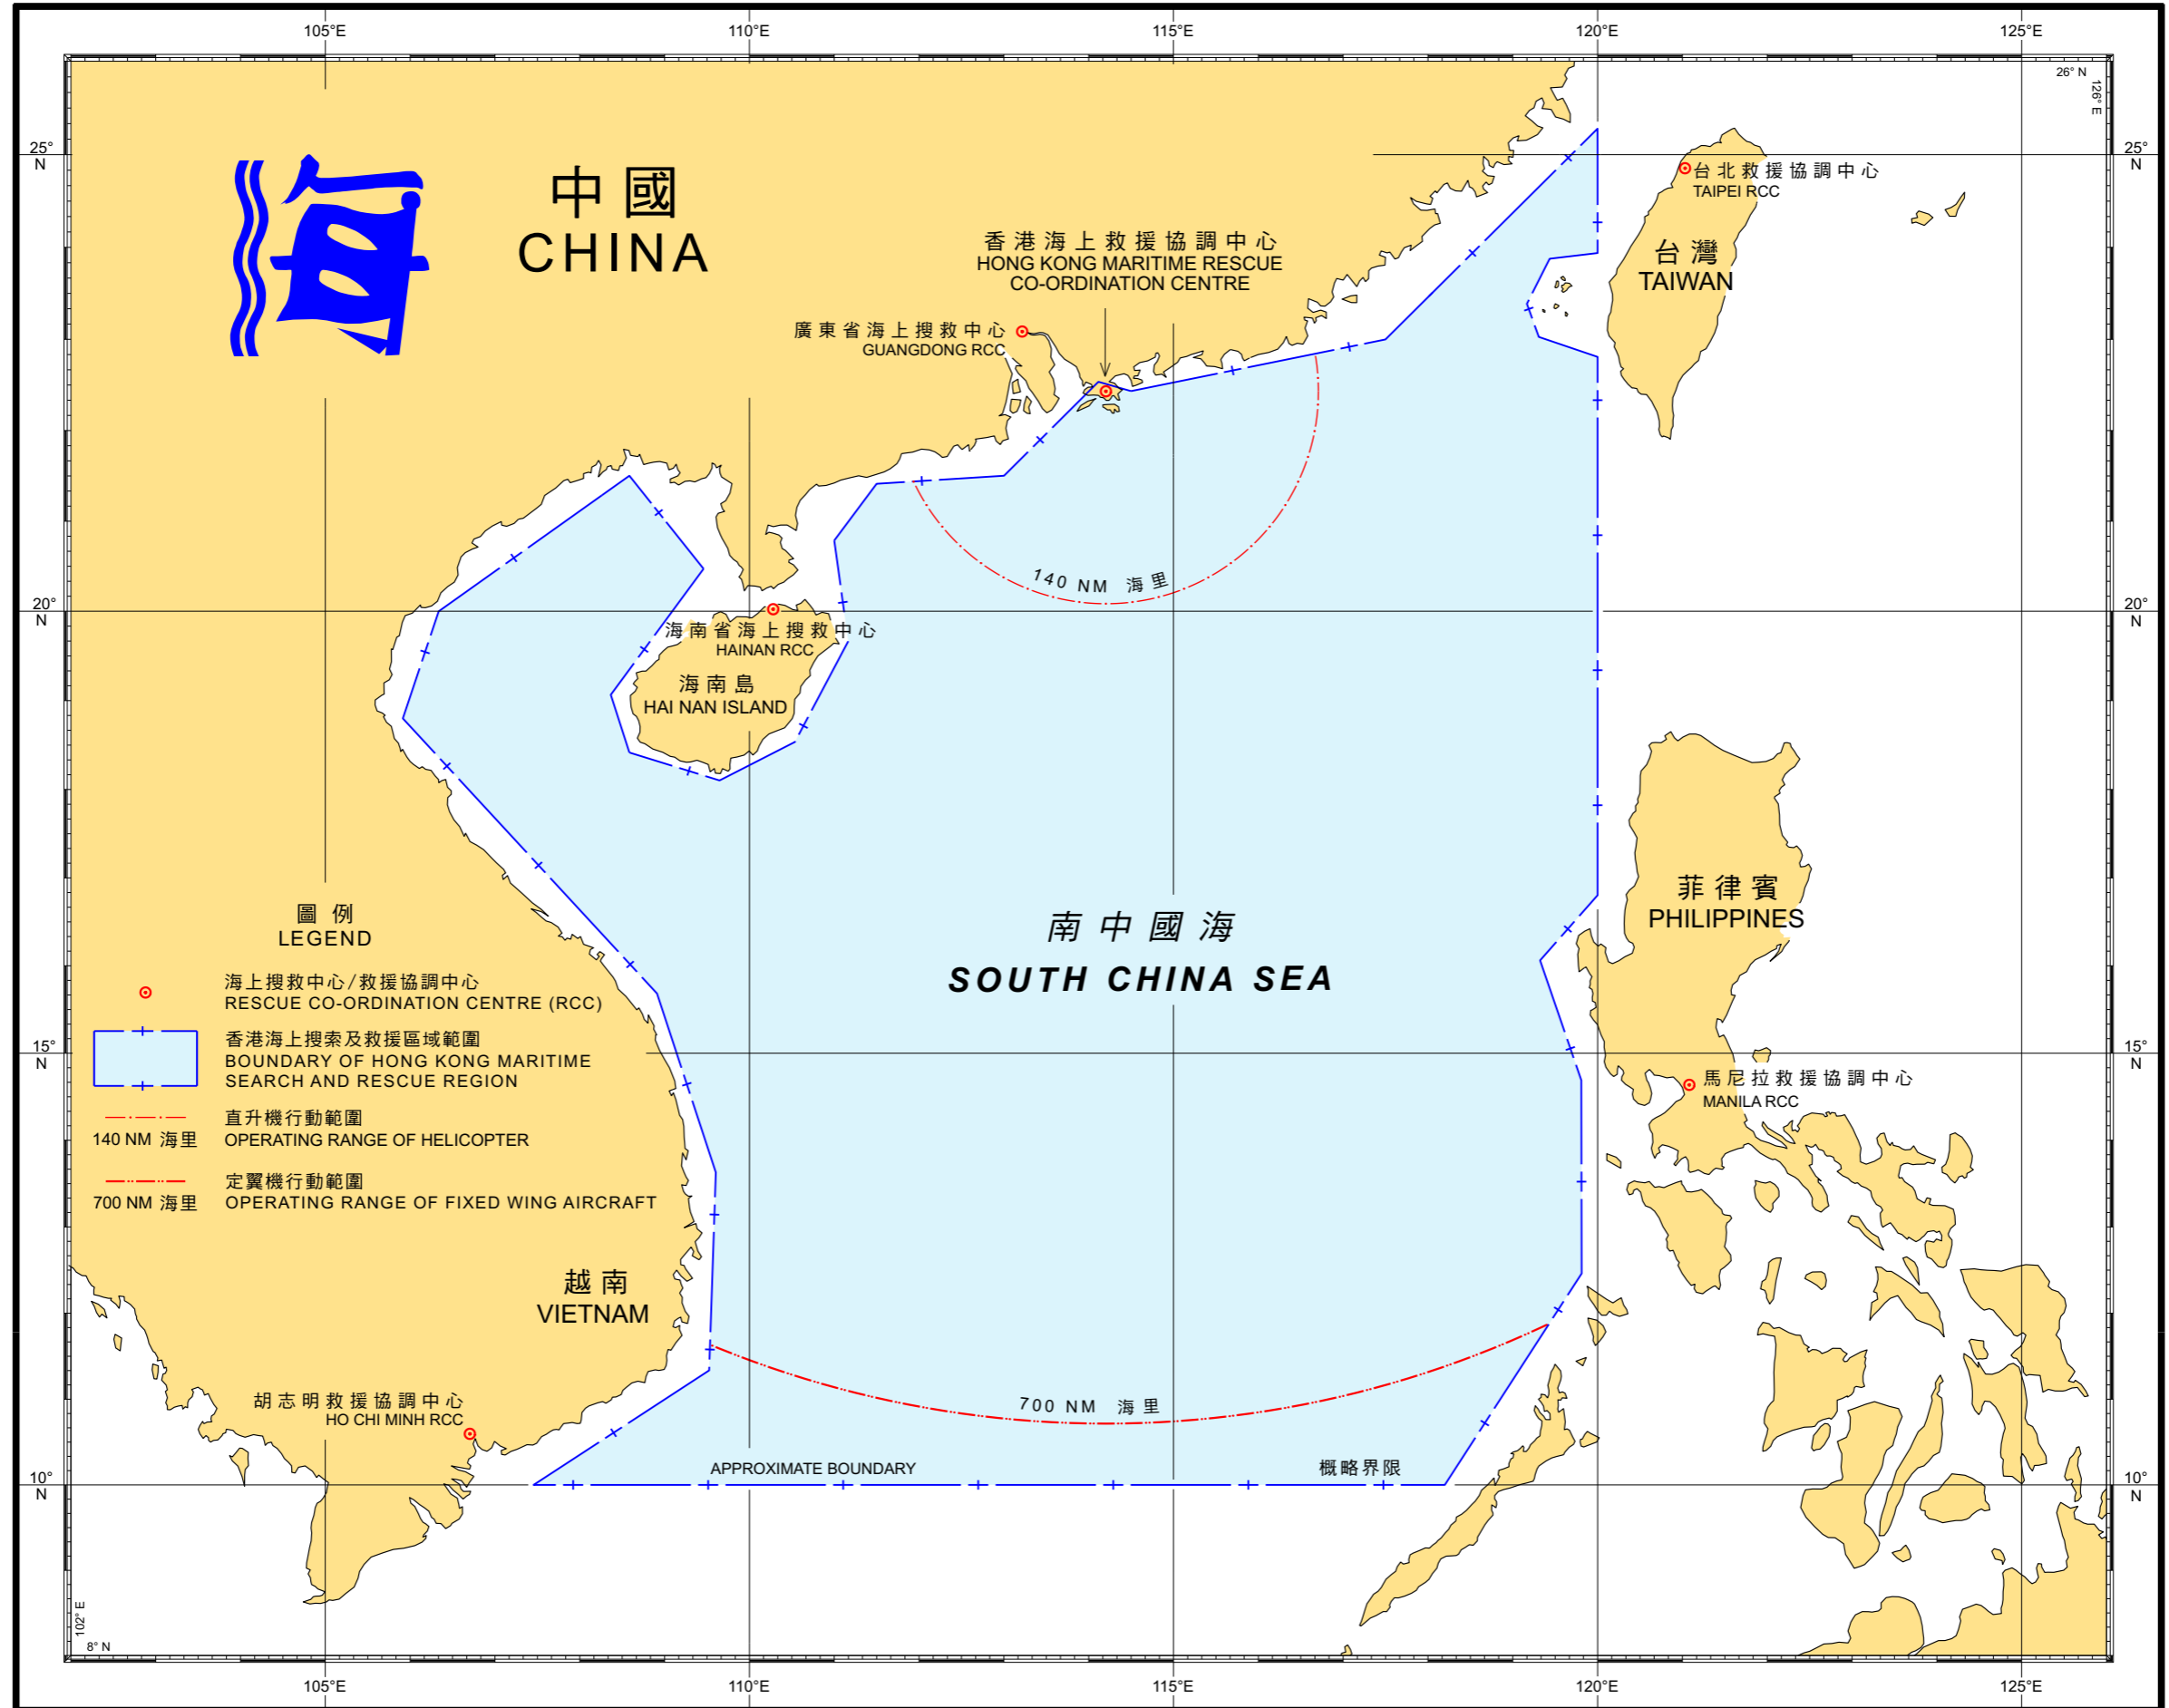 105°E
110°E
115°E
120°E
125°E
26° N
126° E
25°
N
25°
N
中國
CHINA
台北救援協調中心
TAIPEI RCC
台灣
TAIWAN
香港海上救援協調中心
HONG KONG MARITIME RESCUE
CO-ORDINATION CENTRE
廣東省海上搜救中心
GUANGDONG RCC
140 NM 海里
20°
N
20°
N
海南省海上搜救中心
HAINAN RCC
海南島
HAI NAN ISLAND
菲律賓
PHILIPPINES
南中國海
SOUTH CHINA SEA
圖例
LEGEND
海上搜救中心/救援協調中心
RESCUE CO-ORDINATION CENTRE (RCC)
香港海上搜索及救援區域範圍
BOUNDARY OF HONG KONG MARITIME
SEARCH AND RESCUE REGION
直升機行動範圍
140 NM 海里 OPERATING RANGE OF HELICOPTER
定翼機行動範圍
700 NM 海里 OPERATING RANGE OF FIXED WING AIRCRAFT
15°
N
15°
N
馬尼拉救援協調中心
MANILA RCC
越南
VIETNAM
胡志明救援協調中心
HO CHI MINH RCC
700 NM 海里
APPROXIMATE BOUNDARY 概略界限
10°
N
10°
N
102° E
8° N
105°E
110°E
115°E
120°E
125°E